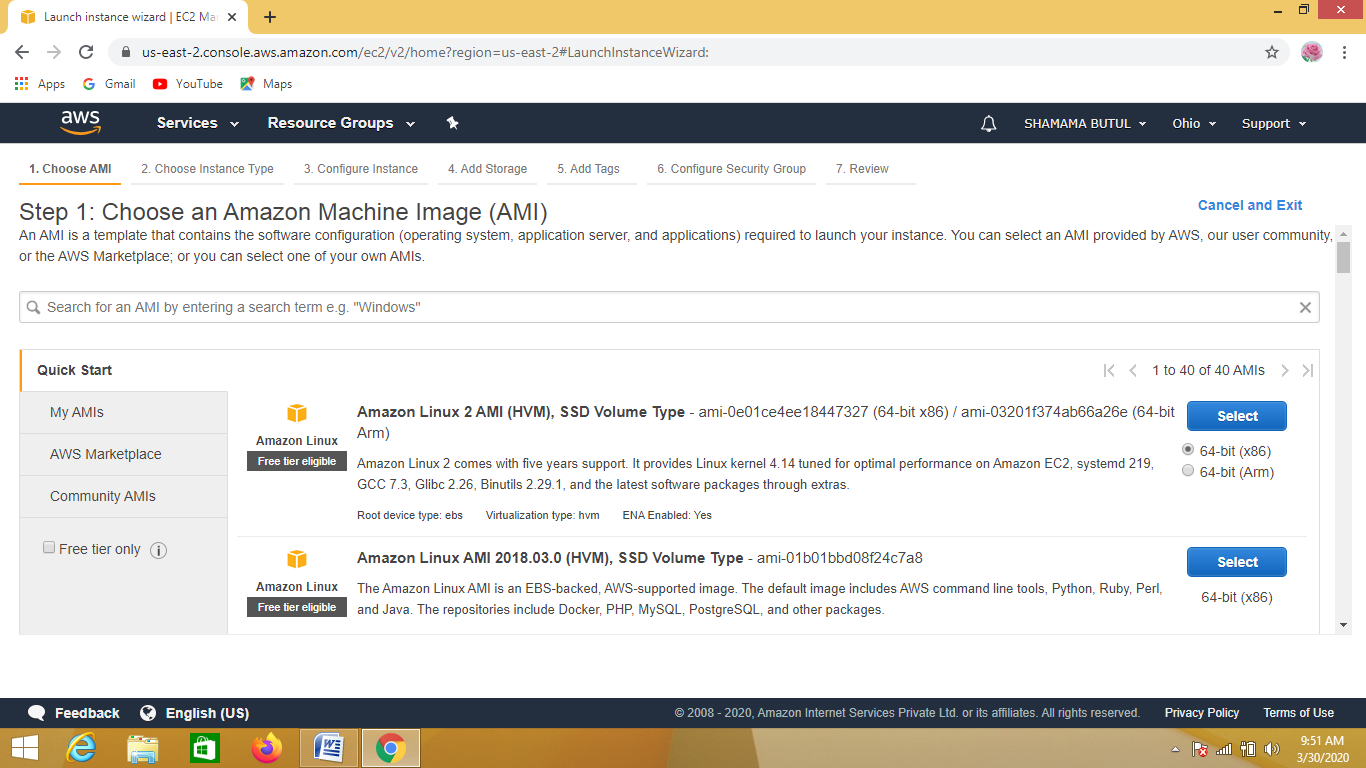 Launch instance wizard | EC2 Ma
us-east-2.console.aws.amazon.com/ec2/v2/home?region=us-east-2#LaunchInstanceWizard:
Apps Gmail YouTube Maps
aws Services Resource Groups SHAMAMA BUTUL Ohio Support
1. Choose AMI 2. Choose Instance Type 3. Configure Instance 4. Add Storage 5. Add Tags 6. Configure Security Group 7. Review
Step 1: Choose an Amazon Machine Image (AMI)
Cancel and Exit
An AMI is a template that contains the software configuration (operating system, application server, and applications) required to launch your instance. You can select an AMI provided by AWS, our user community,
or the AWS Marketplace; or you can select one of your own AMIs.
Search for an AMI by entering a search term e.g. "Windows"
Quick Start
1 to 40 of 40 AMIs
My AMIs
AWS Marketplace
Community AMIs
Free tier only
Amazon Linux
Free tier eligible
Amazon Linux 2 AMI (HVM), SSD Volume Type - ami-0e01ce4ee18447327 (64-bit x86) / ami-03201f374ab66a26e (64-bit
Arm)
Amazon Linux 2 comes with five years support. It provides Linux kernel 4.14 tuned for optimal performance on Amazon EC2, systemd 219,
GCC 7.3, Glibc 2.26, Binutils 2.29.1, and the latest software packages through extras.
Root device type: ebs Virtualization type: hvm ENA Enabled: Yes
Select
64-bit (x86)
64-bit (Arm)
Amazon Linux
Free tier eligible
Amazon Linux AMI 2018.03.0 (HVM), SSD Volume Type - ami-01b01bbd08f24c7a8
The Amazon Linux AMI is an EBS-backed, AWS-supported image. The default image includes AWS command line tools, Python, Ruby, Perl,
and Java. The repositories include Docker, PHP, MySQL, PostgreSQL, and other packages.
Select
64-bit (x86)
Feedback English (US) © 2008 - 2020, Amazon Internet Services Private Ltd. or its affiliates. All rights reserved. Privacy Policy Terms of Use
9:51 AM
3/30/2020